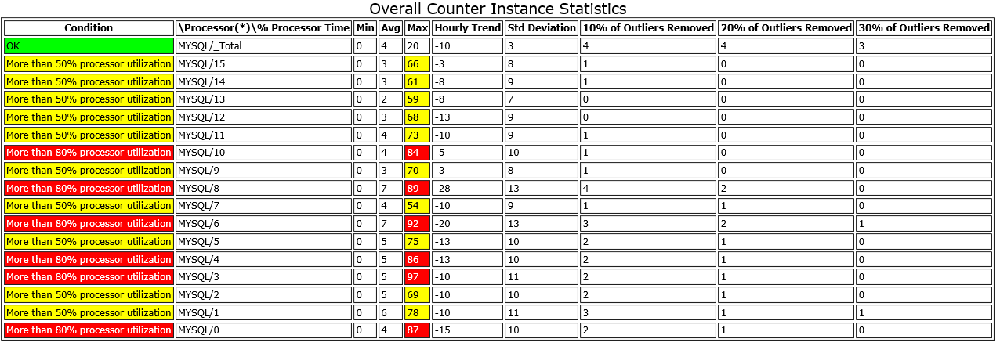 Overall Counter Instance Statistics
Condition \Processor(*)\% Processor Time Min Avg Max Hourly Trend Std Deviation 10% of Outliers Removed 20% of Outliers Removed 30% of Outliers Removed
OK MYSQL/_Total 0 4 20 -10 3 4 4 3
More than 50% processor utilization MYSQL/15 0 3 66 -3 8 1 0 0
More than 50% processor utilization MYSQL/14 0 3 61 -8 9 1 0 0
More than 50% processor utilization MYSQL/13 0 2 59 -8 7 0 0 0
More than 50% processor utilization MYSQL/12 0 3 68 -13 9 0 0 0
More than 50% processor utilization MYSQL/11 0 4 73 -10 9 1 0 0
More than 80% processor utilization MYSQL/10 0 4 84 -5 10 1 0 0
More than 50% processor utilization MYSQL/9 0 3 70 -3 8 1 0 0
More than 80% processor utilization MYSQL/8 0 7 89 -28 13 4 2 0
More than 50% processor utilization MYSQL/7 0 4 54 -10 9 1 1 0
More than 80% processor utilization MYSQL/6 0 7 92 -20 13 3 2 1
More than 50% processor utilization MYSQL/5 0 5 75 -13 10 2 1 0
More than 80% processor utilization MYSQL/4 0 5 86 -13 10 2 1 0
More than 80% processor utilization MYSQL/3 0 5 97 -10 11 2 1 0
More than 50% processor utilization MYSQL/2 0 5 69 -10 10 2 1 0
More than 50% processor utilization MYSQL/1 0 6 78 -10 11 3 1 1
More than 80% processor utilization MYSQL/0 0 4 87 -15 10 2 1 0